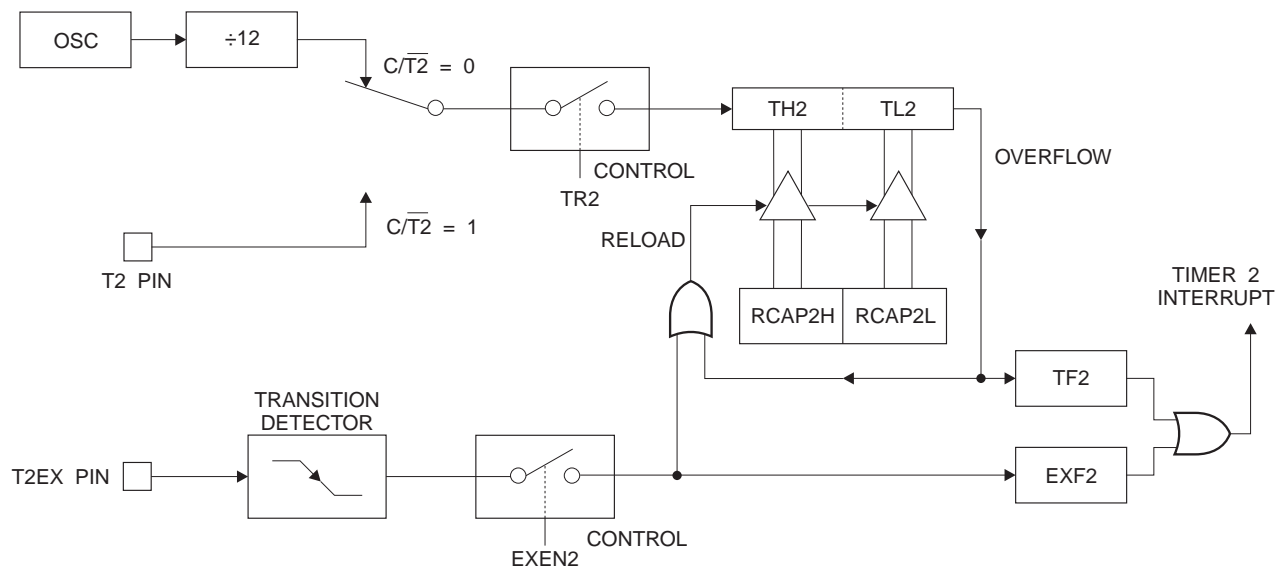 OSC
÷12
C/T2̅ = 0
TH2
TL2
OVERFLOW
CONTROL
TR2
C/T2̅ = 1
RELOAD
T2 PIN
TIMER 2
INTERRUPT
RCAP2H
RCAP2L
TF2
TRANSITION
DETECTOR
T2EX PIN
EXF2
CONTROL
EXEN2